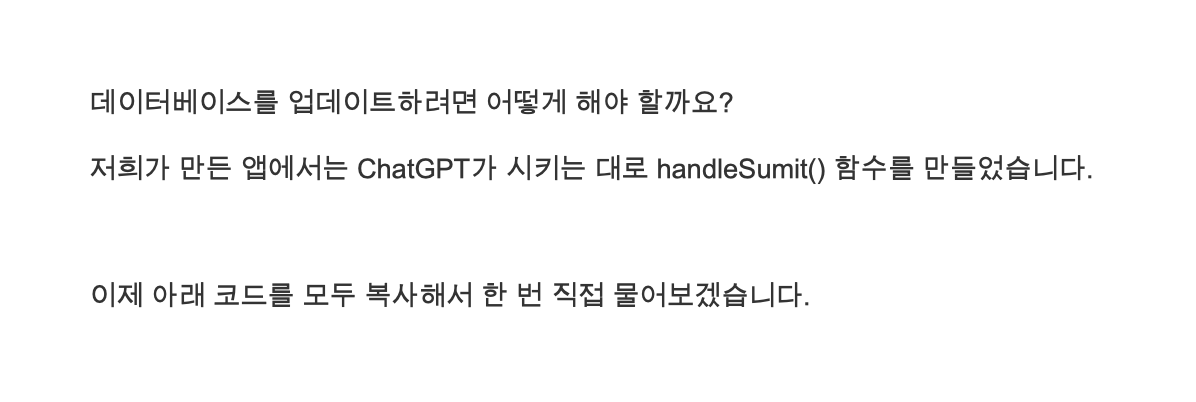 데이터베이스를 업데이트하려면 어떻게 해야 할까요?
저희가 만든 앱에서는 ChatGPT가 시키는 대로 handleSumit() 함수를 만들었습니다.
이제 아래 코드를 모두 복사해서 한 번 직접 물어보겠습니다.